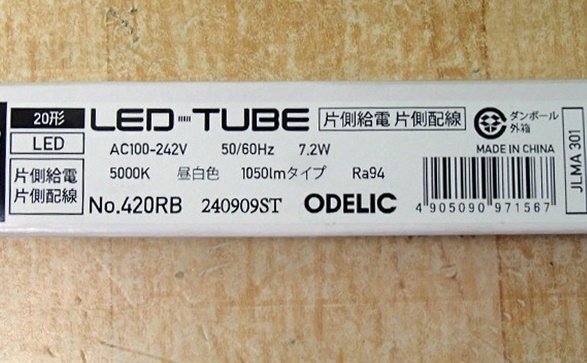 20形 LED-TUBE 片側給電 片側配線 ダンボール
外箱
LED AC100-242V 50/60Hz 7.2W MADE IN CHINA
片側給電 5000K 昼白色 1050lmタイプ Ra94
片側配線 No.420RB 240909ST ODELIC 4 905090 971567
JLMA 301